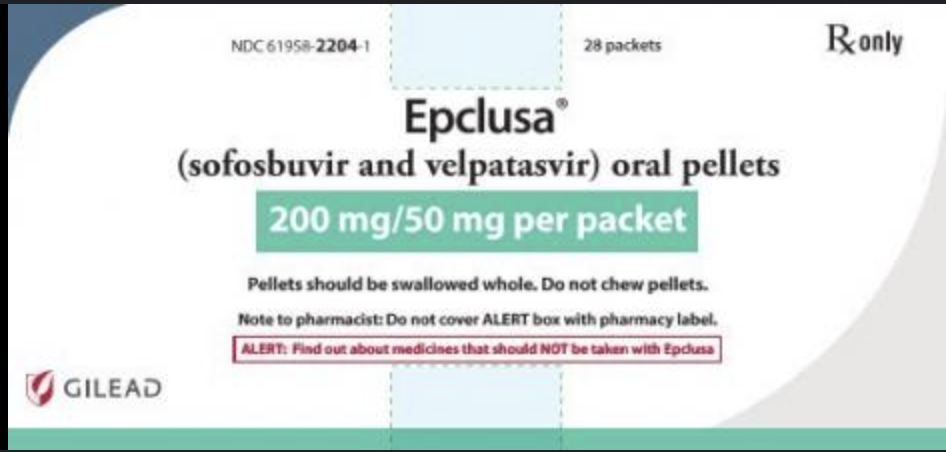 NDC 61958-2204-1
28 packets
Rx only
Epclusa®
(sofosbuvir and velpatasvir) oral pellets
200 mg/50 mg per packet
Pellets should be swallowed whole. Do not chew pellets.
Note to pharmacist: Do not cover ALERT box with pharmacy label.
ALERT: Find out about medicines that should NOT be taken with Epclusa
GILEAD